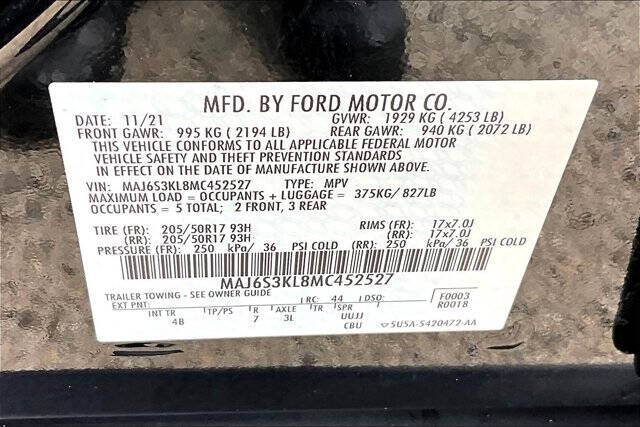 MFD. BY FORD MOTOR CO.
DATE: 11/21 GVWR: 1929 KG ( 4253 LB)
FRONT GAWR: 995 KG ( 2194 LB) REAR GAWR: 940 KG ( 2072 LB)
THIS VEHICLE CONFORMS TO ALL APPLICABLE FEDERAL MOTOR
VEHICLE SAFETY AND THEFT PREVENTION STANDARDS
IN EFFECT ON THE DATE OF MANUFACTURE SHOWN ABOVE.
VIN: MAJ6S3KL8MC452527 TYPE: MPV
MAXIMUM LOAD = OCCUPANTS + LUGGAGE = 375KG/ 827LB
OCCUPANTS = 5 TOTAL; 2 FRONT, 3 REAR
TIRE (FR): 205/50R17 93H RIMS (FR): 17x7.0J
(RR): 205/50R17 93H (RR): 17x7.0J
PRESSURE (FR): 250 kPa/ 36 PSI COLD (RR): 250 kPa/ 36 PSI COLD
MAJ6S3KL8MC452527
TRAILER TOWING - SEE OWNER GUIDE
EXT PNT: RC: 44 DSO: F0003
R0018
INT TR TP/PS R AXLE TR SPR
4B 7 3L UUJJ
CBU 5U5A-5420472-AA